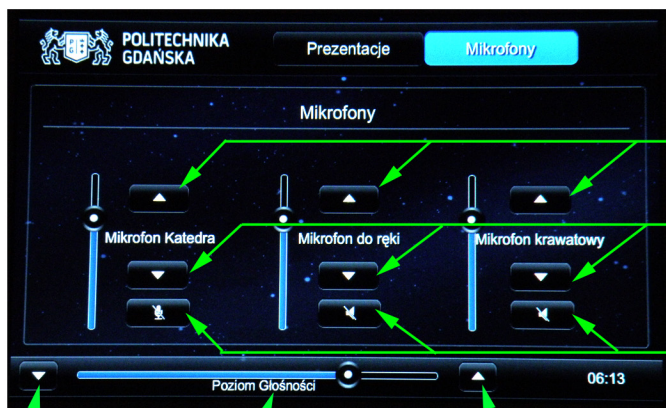 POLITECHNIKA
GDAŃSKA
Prezentacje
Mikrofony
Mikrofony
Mikrofon Katedra
Mikrofon do ręki
Mikrofon krawatowy
Poziom Głośności
06:13